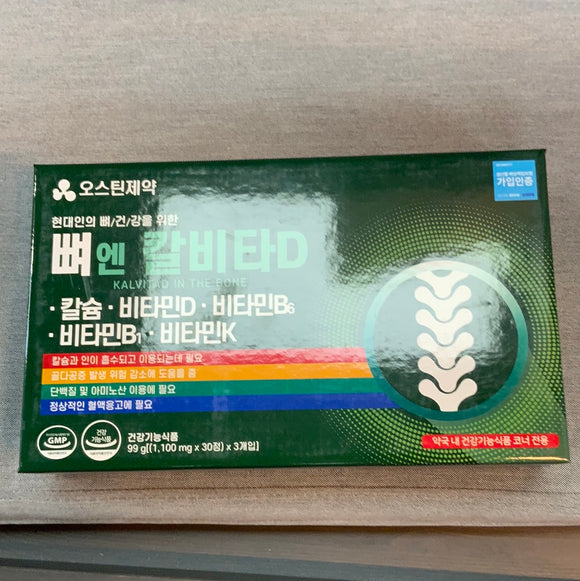 오스틴제약
가입인증
현대인의 뼈/건/강을 위한
뼈엔 칼비타D
KALVITAD IN THE BONE
· 칼슘 · 비타민D · 비타민B6
· 비타민B1 · 비타민K
칼슘과 인이 흡수되고 이용되는데 필요
골다공증 발생 위험 감소에 도움을 줌
단백질 및 아미노산 이용에 필요
정상적인 혈액응고에 필요
GMP
건강기능식품
건강
기능식품
99 g[(1,100 mg x 30정) x 3개입]
약국 내 건강기능식품 코너 전용